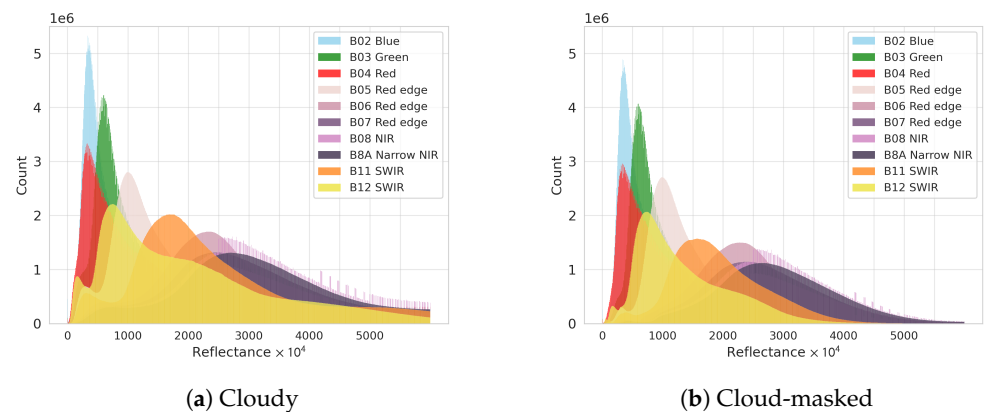 1e6
5
4
3
2
1
0
Count
B02 Blue
B03 Green
B04 Red
B05 Red edge
B06 Red edge
B07 Red edge
B08 NIR
B8A Narrow NIR
B11 SWIR
B12 SWIR
0 1000 2000 3000 4000 5000
Reflectance × 10⁴
(a) Cloudy
1e6
5
4
3
2
1
0
Count
B02 Blue
B03 Green
B04 Red
B05 Red edge
B06 Red edge
B07 Red edge
B08 NIR
B8A Narrow NIR
B11 SWIR
B12 SWIR
0 1000 2000 3000 4000 5000
Reflectance × 10⁴
(b) Cloud-masked